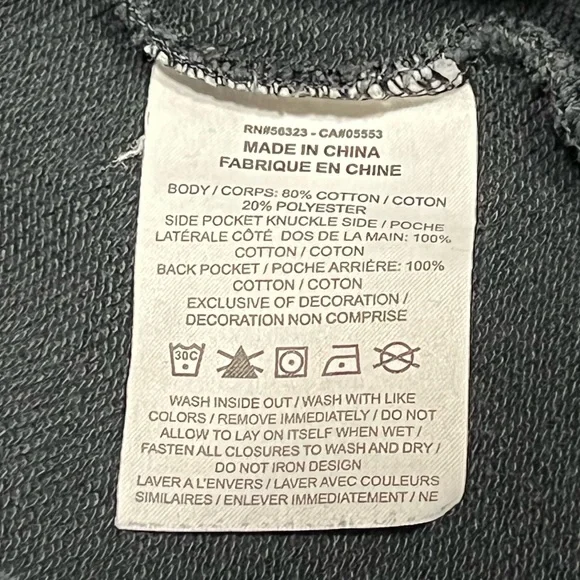 RN#56323 - CA#05553
MADE IN CHINA
FABRIQUE EN CHINE
BODY / CORPS: 80% COTTON / COTON
20% POLYESTER
SIDE POCKET KNUCKLE SIDE / POCHE
LATÉRALE CÔTÉ DOS DE LA MAIN: 100%
COTTON / COTON
BACK POCKET / POCHE ARRIÈRE: 100%
COTTON / COTON
EXCLUSIVE OF DECORATION /
DECORATION NON COMPRISE
30C
WASH INSIDE OUT / WASH WITH LIKE
COLORS / REMOVE IMMEDIATELY / DO NOT
ALLOW TO LAY ON ITSELF WHEN WET /
FASTEN ALL CLOSURES TO WASH AND DRY /
DO NOT IRON DESIGN
LAVER A L'ENVERS / LAVER AVEC COULEURS
SIMILAIRES / ENLEVER IMMEDIATEMENT / NE